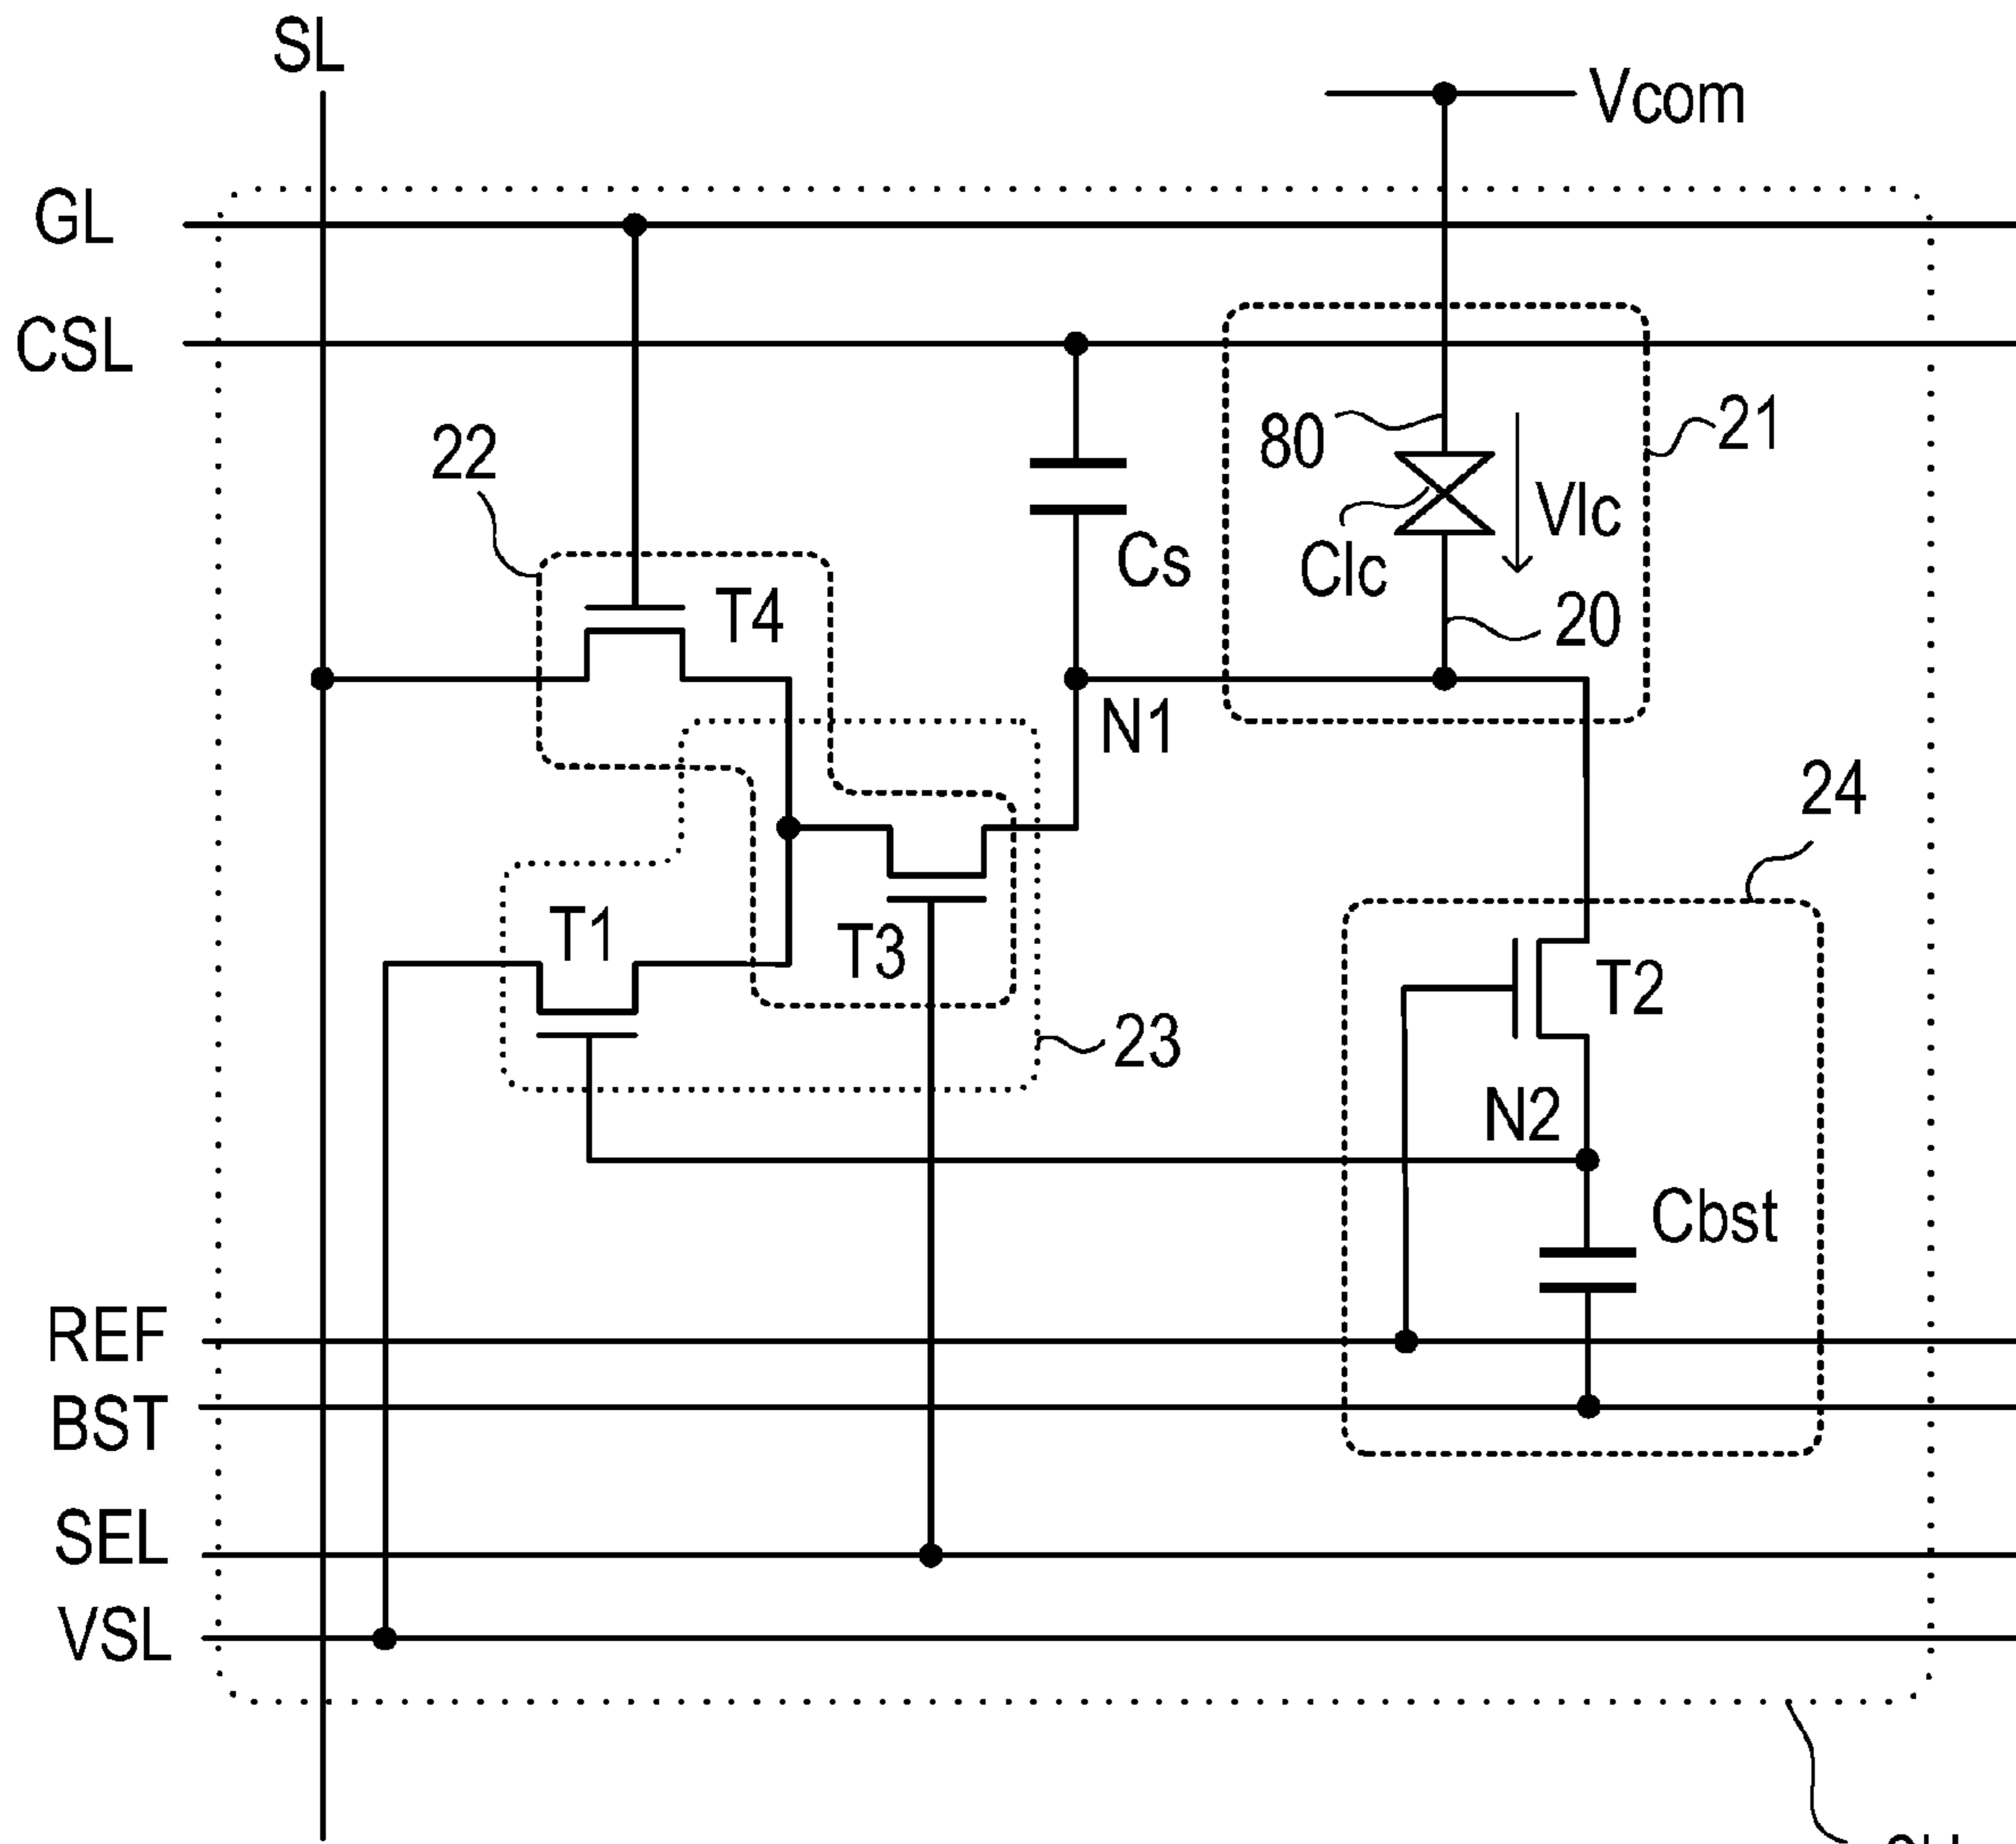 SL
Vcom
GL
CSL
22
80
21
Vlc
Cs
Clc
T4
20
N1
24
T1
T3
T2
23
N2
Cbst
REF
BST
SEL
VSL